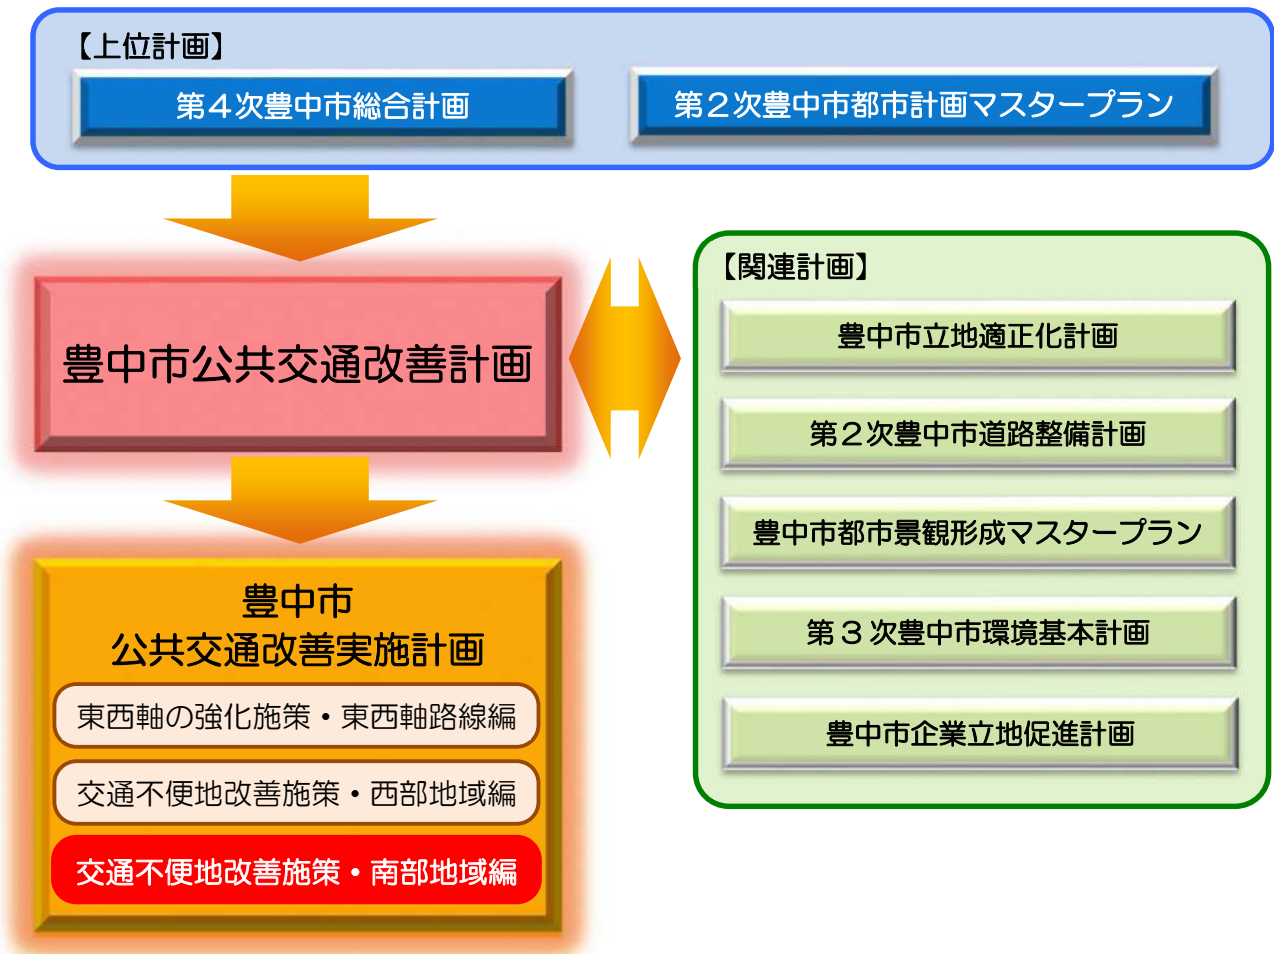 【上位計画】
第４次豊中市総合計画
第２次豊中市都市計画マスタープラン
豊中市公共交通改善計画
【関連計画】
豊中市立地適正化計画
第２次豊中市道路整備計画
豊中市都市景観形成マスタープラン
第３次豊中市環境基本計画
豊中市企業立地促進計画
豊中市
公共交通改善実施計画
東西軸の強化施策・東西軸路線編
交通不便地改善施策・西部地域編
交通不便地改善施策・南部地域編